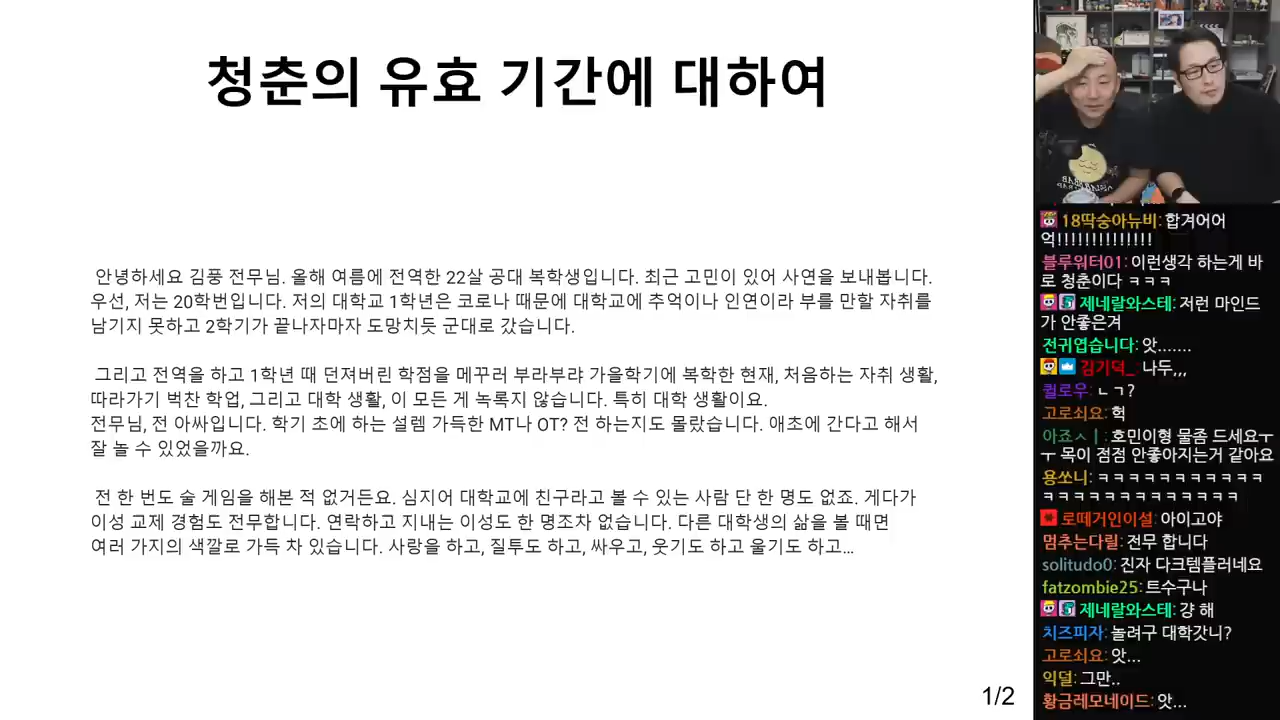 청춘의 유효 기간에 대하여
안녕하세요 김풍 전무님. 올해 여름에 전역한 22살 공대 복학생입니다. 최근 고민이 있어 사연을 보내봅니다.
우선, 저는 20학번입니다. 저의 대학교 1학년은 코로나 때문에 대학교에 추억이나 인연이라 부를 만할 자취를
남기지 못하고 2학기가 끝나자마자 도망치듯 군대로 갔습니다.
그리고 전역을 하고 1학년 때 던져버린 학점을 메꾸러 부라부랴 가을학기에 복학한 현재, 처음하는 자취 생활,
따라가기 벅찬 학업, 그리고 대학 생활, 이 모든 게 녹록지 않습니다. 특히 대학 생활이요.
전무님, 전 아싸입니다. 학기 초에 하는 설렘 가득한 MT나 OT? 전 하는지도 몰랐습니다. 애초에 간다고 해서
잘 놀 수 있었을까요.
전 한 번도 술 게임을 해본 적 없거든요. 심지어 대학교에 친구라고 볼 수 있는 사람 단 한 명도 없죠. 게다가
이성 교제 경험도 전무합니다. 연락하고 지내는 이성도 한 명조차 없습니다. 다른 대학생의 삶을 볼 때면
여러 가지의 색깔로 가득 차 있습니다. 사랑을 하고, 질투도 하고, 싸우고, 웃기도 하고 울기도 하고...
1/2
18딱숭아뉴비: 합겨어어
억!!!!!!!!!!!!!!
블루워터01: 이런생각 하는게 바
로 청춘이다 ㅋㅋㅋ
제네랄와스테: 저런 마인드
가 안좋은겨
전귀엽습니다: 앗.......
김기덕_: 나두,,,
퀼로우: ㄴㄱ?
고로쇠요: 헉
아죠ㅅㅣ: 호민이형 물좀 드세요ㅜ
ㅜ 목이 점점 안좋아지는거 같아요
용쏘니: ㅋㅋㅋㅋㅋㅋㅋㅋㅋㅋㅋ
ㅋㅋㅋㅋㅋㅋㅋㅋㅋㅋㅋㅋㅋ
로떼거인이설: 아이고야
멈추는다릴: 전무 합니다
solitudo0: 진자 다크템플러네요
fatzombie25: 트수구나
제네랄와스테: 걍 해
치즈피자: 놀려구 대학갓니?
고로쇠요: 앗...
익덜: 그만..
황금레모네이드: 앗...